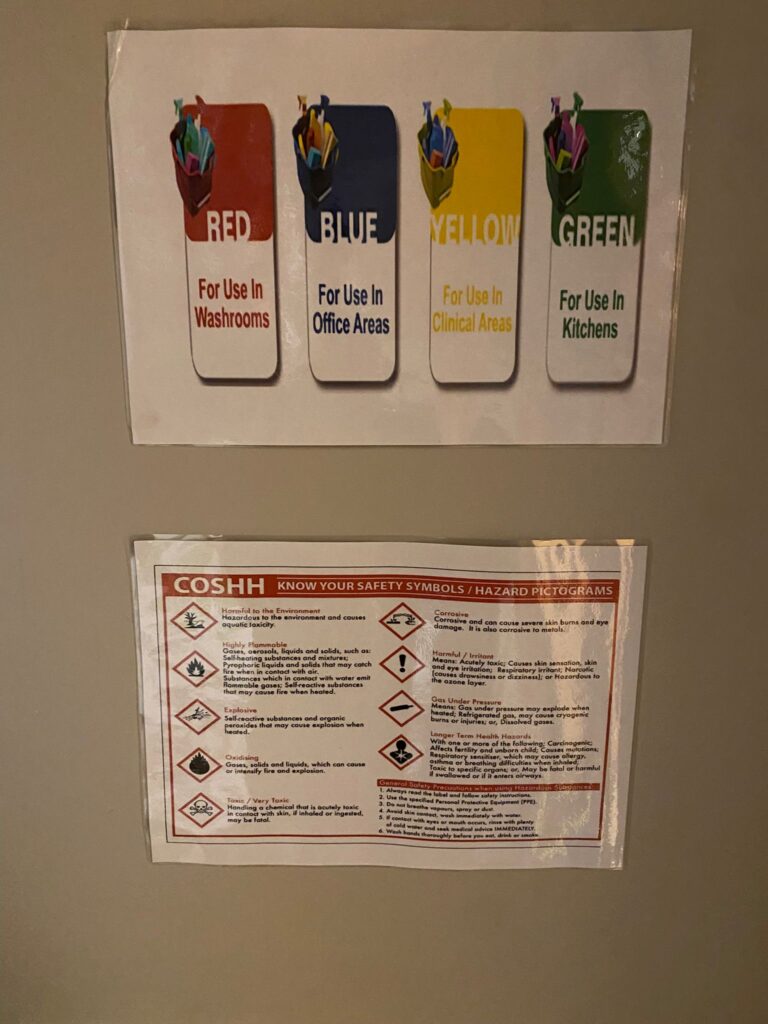 RED
For Use In
Washrooms
BLUE
For Use In
Office Areas
YELLOW
For Use In
Clinical Areas
GREEN
For Use In
Kitchens
COSHH KNOW YOUR SAFETY SYMBOLS / HAZARD PICTOGRAMS
Harmful to the Environment
Hazardous to the environment and causes
aquatic toxicity.
Highly Flammable
Gases, aerosols, liquids and solids, such as:
Self-heating substances and mixtures;
Pyrophoric liquids and solids that may catch
fire when in contact with air.
Substances which in contact with water emit
flammable gases; Self-reactive substances
that may cause fire when heated.
Explosive
Self-reactive substances and organic
peroxides that may cause explosion when
heated.
Oxidising
Gases, solids and liquids, which can cause
or intensify fire and explosion.
Toxic / Very Toxic
Handling a chemical that is acutely toxic
in contact with skin, if inhaled or ingested,
may be fatal.
Corrosive
Corrosive and can cause severe skin burns and eye
damage. It is also corrosive to metals.
Harmful / Irritant
Means: Acutely toxic; Causes skin sensation, skin
and eye irritation; Respiratory irritant; Narcotic
(causes drowsiness or dizziness); or Hazardous to
the ozone layer.
Gas Under Pressure
Means: Gas under pressure may explode when
heated; Refrigerated gas, may cause cryogenic
burns or injuries; or, Dissolved gases.
Longer Term Health Hazards
With one or more of the following; Carcinogenic;
Affects fertility and unborn child; Causes mutations;
Respiratory sensitiser, which may cause allergy,
asthma or breathing difficulties when inhaled;
Toxic to specific organs; or, May be fatal or harmful
if swallowed or if it enters airways.
General Safety Precautions when using Hazardous Substances
1. Always read the label and follow safety instructions.
2. Use the specified Personal Protective Equipment (PPE).
3. Do not breathe vapours, spray or dust.
4. Avoid skin contact, wash immediately with water.
5. If contact with eyes or mouth occurs, rinse with plenty
of cold water and seek medical advice IMMEDIATELY.
6. Wash hands thoroughly before you eat, drink or smoke.